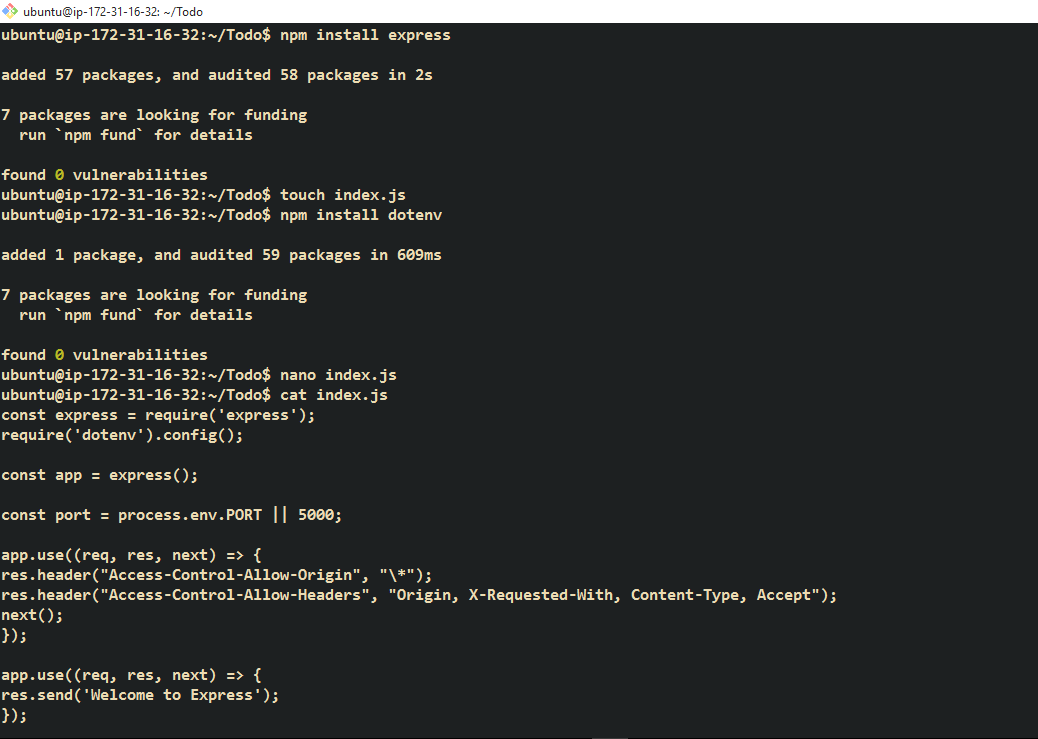 ubuntu@ip-172-31-16-32: ~/Todo
ubuntu@ip-172-31-16-32:~/Todo$ npm install express
added 57 packages, and audited 58 packages in 2s
7 packages are looking for funding
  run `npm fund` for details
found 0 vulnerabilities
ubuntu@ip-172-31-16-32:~/Todo$ touch index.js
ubuntu@ip-172-31-16-32:~/Todo$ npm install dotenv
added 1 package, and audited 59 packages in 609ms
7 packages are looking for funding
  run `npm fund` for details
found 0 vulnerabilities
ubuntu@ip-172-31-16-32:~/Todo$ nano index.js
ubuntu@ip-172-31-16-32:~/Todo$ cat index.js
const express = require('express');
require('dotenv').config();
const app = express();
const port = process.env.PORT || 5000;
app.use((req, res, next) => {
res.header("Access-Control-Allow-Origin", "\*");
res.header("Access-Control-Allow-Headers", "Origin, X-Requested-With, Content-Type, Accept");
next();
});
app.use((req, res, next) => {
res.send('Welcome to Express');
});